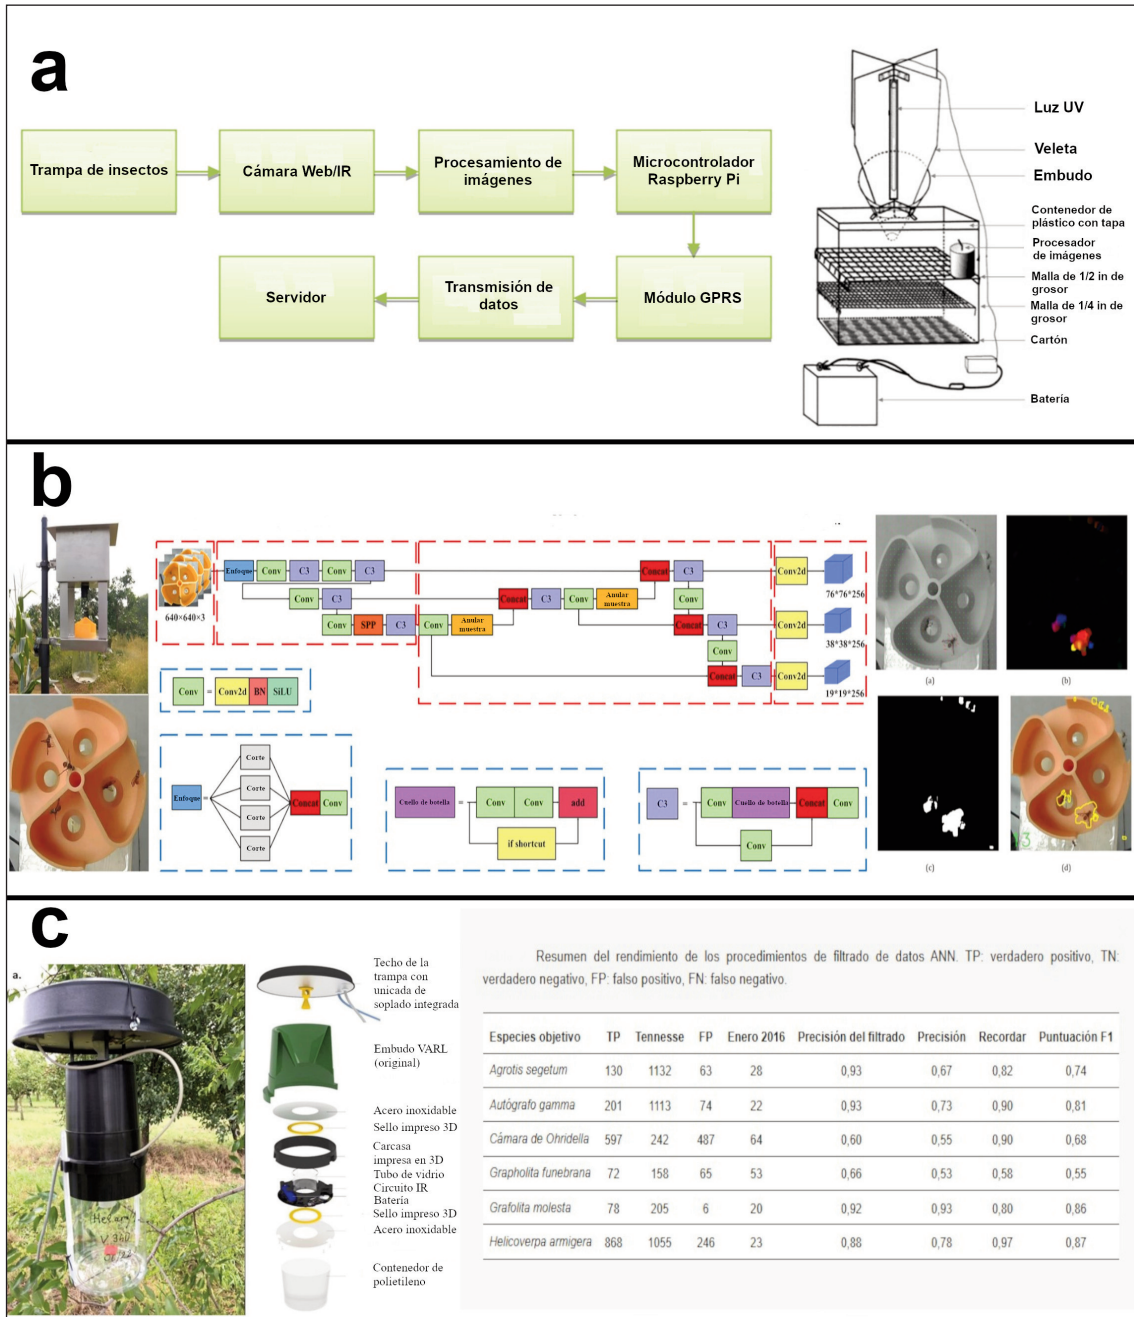 a
Trampa de insectos
Cámara Web/IR
Procesamiento de
imágenes
Microcontrolador
Raspberry Pi
Servidor
Transmisión de
datos
Módulo GPRS
Luz UV
Veleta
Embudo
Contenedor de
plástico con tapa
Procesador
de imágenes
Malla de 1/2 in de
grosor
Malla de 1/4 in de
grosor
Cartón
Batería
b
640×640×3
Enfoque
Conv
C3
Conv
C3
Conv
C3
Conv
SPP
C3
Conv
Anular
muestra
Concat
C3
Conv
Anular
muestra
Concat
C3
Conv
Concat
C3
Conv
Concat
C3
Conv2d
76*76*256
Conv2d
38*38*256
Conv2d
19*19*256
Conv = Conv2d BN SiLU
Enfoque =
Corte
Corte
Corte
Corte
Concat Conv
Cuello de botella =
Conv Conv add
if shortcut
C3 = Conv Cuello de botella Concat Conv
Conv
(a)
(b)
(c)
(d)
3
c
a.
Techo de la
trampa con
unicada de
soplado integrada
Embudo VARL
(original)
Acero inoxidable
Sello impreso 3D
Carcasa
impresa en 3D
Tubo de vidrio
Circuito IR
Batería
Sello impreso 3D
Acero inoxidable
Contenedor de
polietileno
Resumen del rendimiento de los procedimientos de filtrado de datos ANN. TP: verdadero positivo, TN:
verdadero negativo, FP: falso positivo, FN: falso negativo.
Especies objetivo TP Tennesse FP Enero 2016 Precisión del filtrado Precisión Recordar Puntuación F1
Agrotis segetum 130 1132 63 28 0,93 0,67 0,82 0,74
Autógrafo gamma 201 1113 74 22 0,93 0,73 0,90 0,81
Cámara de Ohridella 597 242 487 64 0,60 0,55 0,90 0,68
Grapholita funebrana 72 158 65 53 0,66 0,53 0,58 0,55
Grafolita molesta 78 205 6 20 0,92 0,93 0,80 0,86
Helicoverpa armigera 868 1055 246 23 0,88 0,78 0,97 0,87